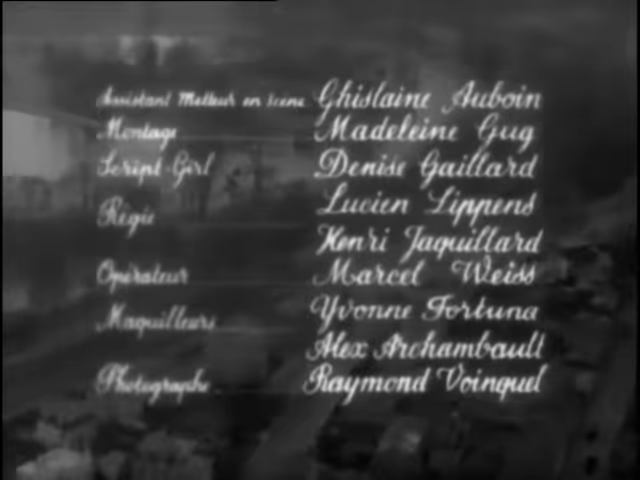 Assistant Metteur en Scène Ghislaine Auboin
Montage Madeleine Gug
Script-Girl Denise Gaillard
Régie Lucien Lippens
Henri Jaquillard
Opérateur Marcel Weiss
Maquilleurs Yvonne Fortuna
Alex Archambault
Photographe Raymond Voinquel